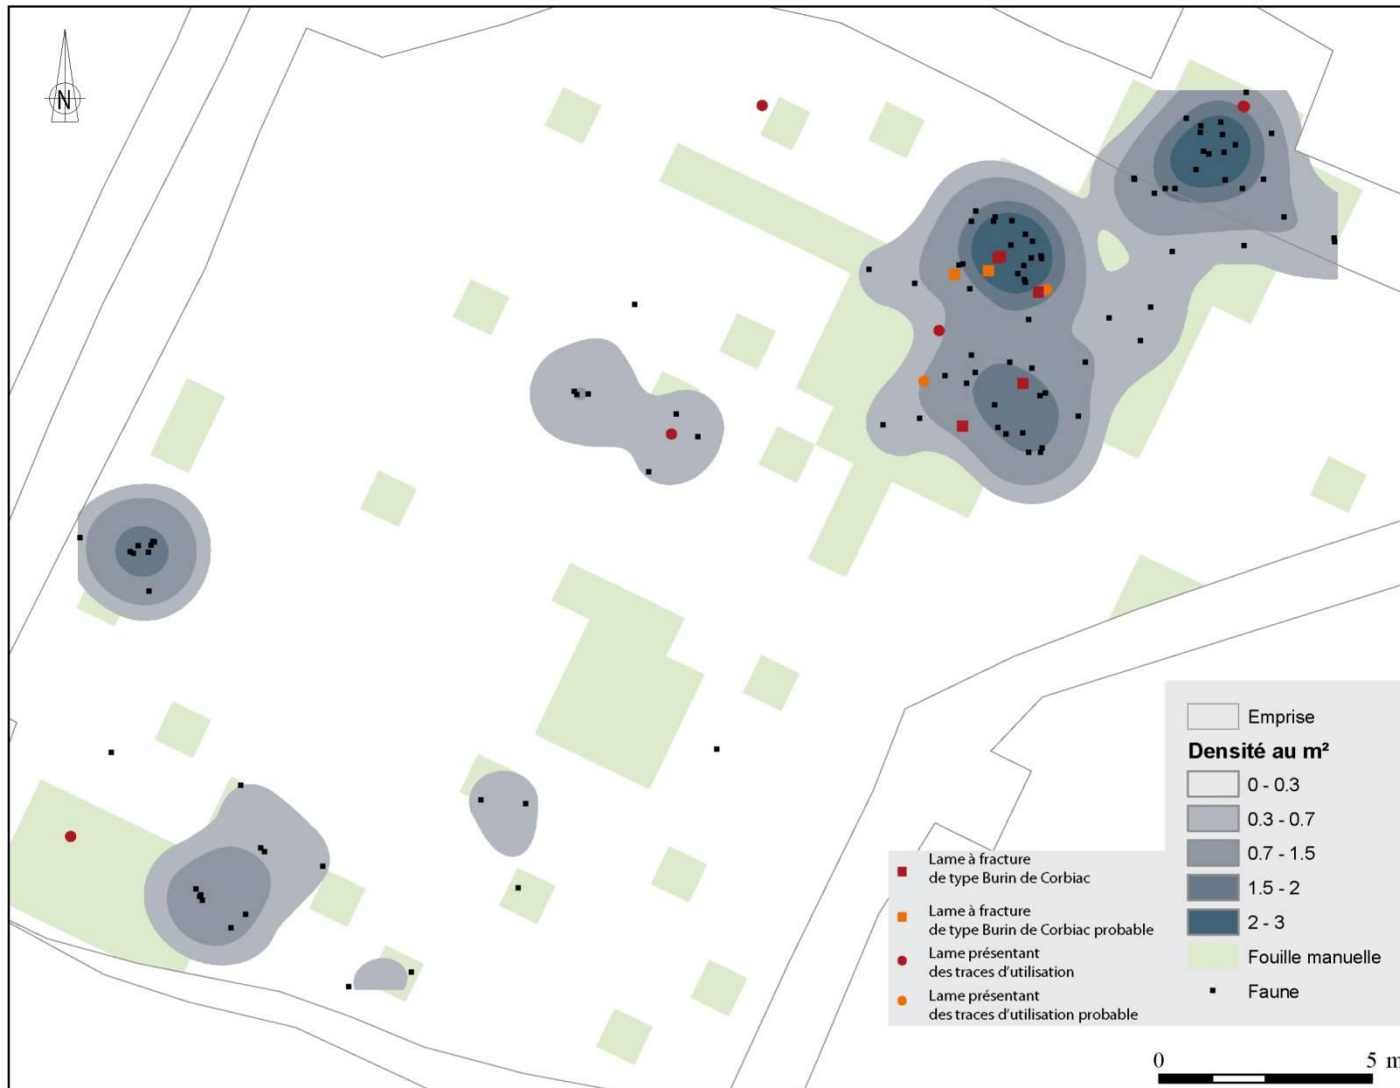 N
Emprise
Densité au m²
0 - 0.3
0.3 - 0.7
0.7 - 1.5
1.5 - 2
2 - 3
Fouille manuelle
Faune
Lame à fracture
de type Burin de Corbiac
Lame à fracture
de type Burin de Corbiac probable
Lame présentant
des traces d'utilisation
Lame présentant
des traces d'utilisation probable
0 5 m